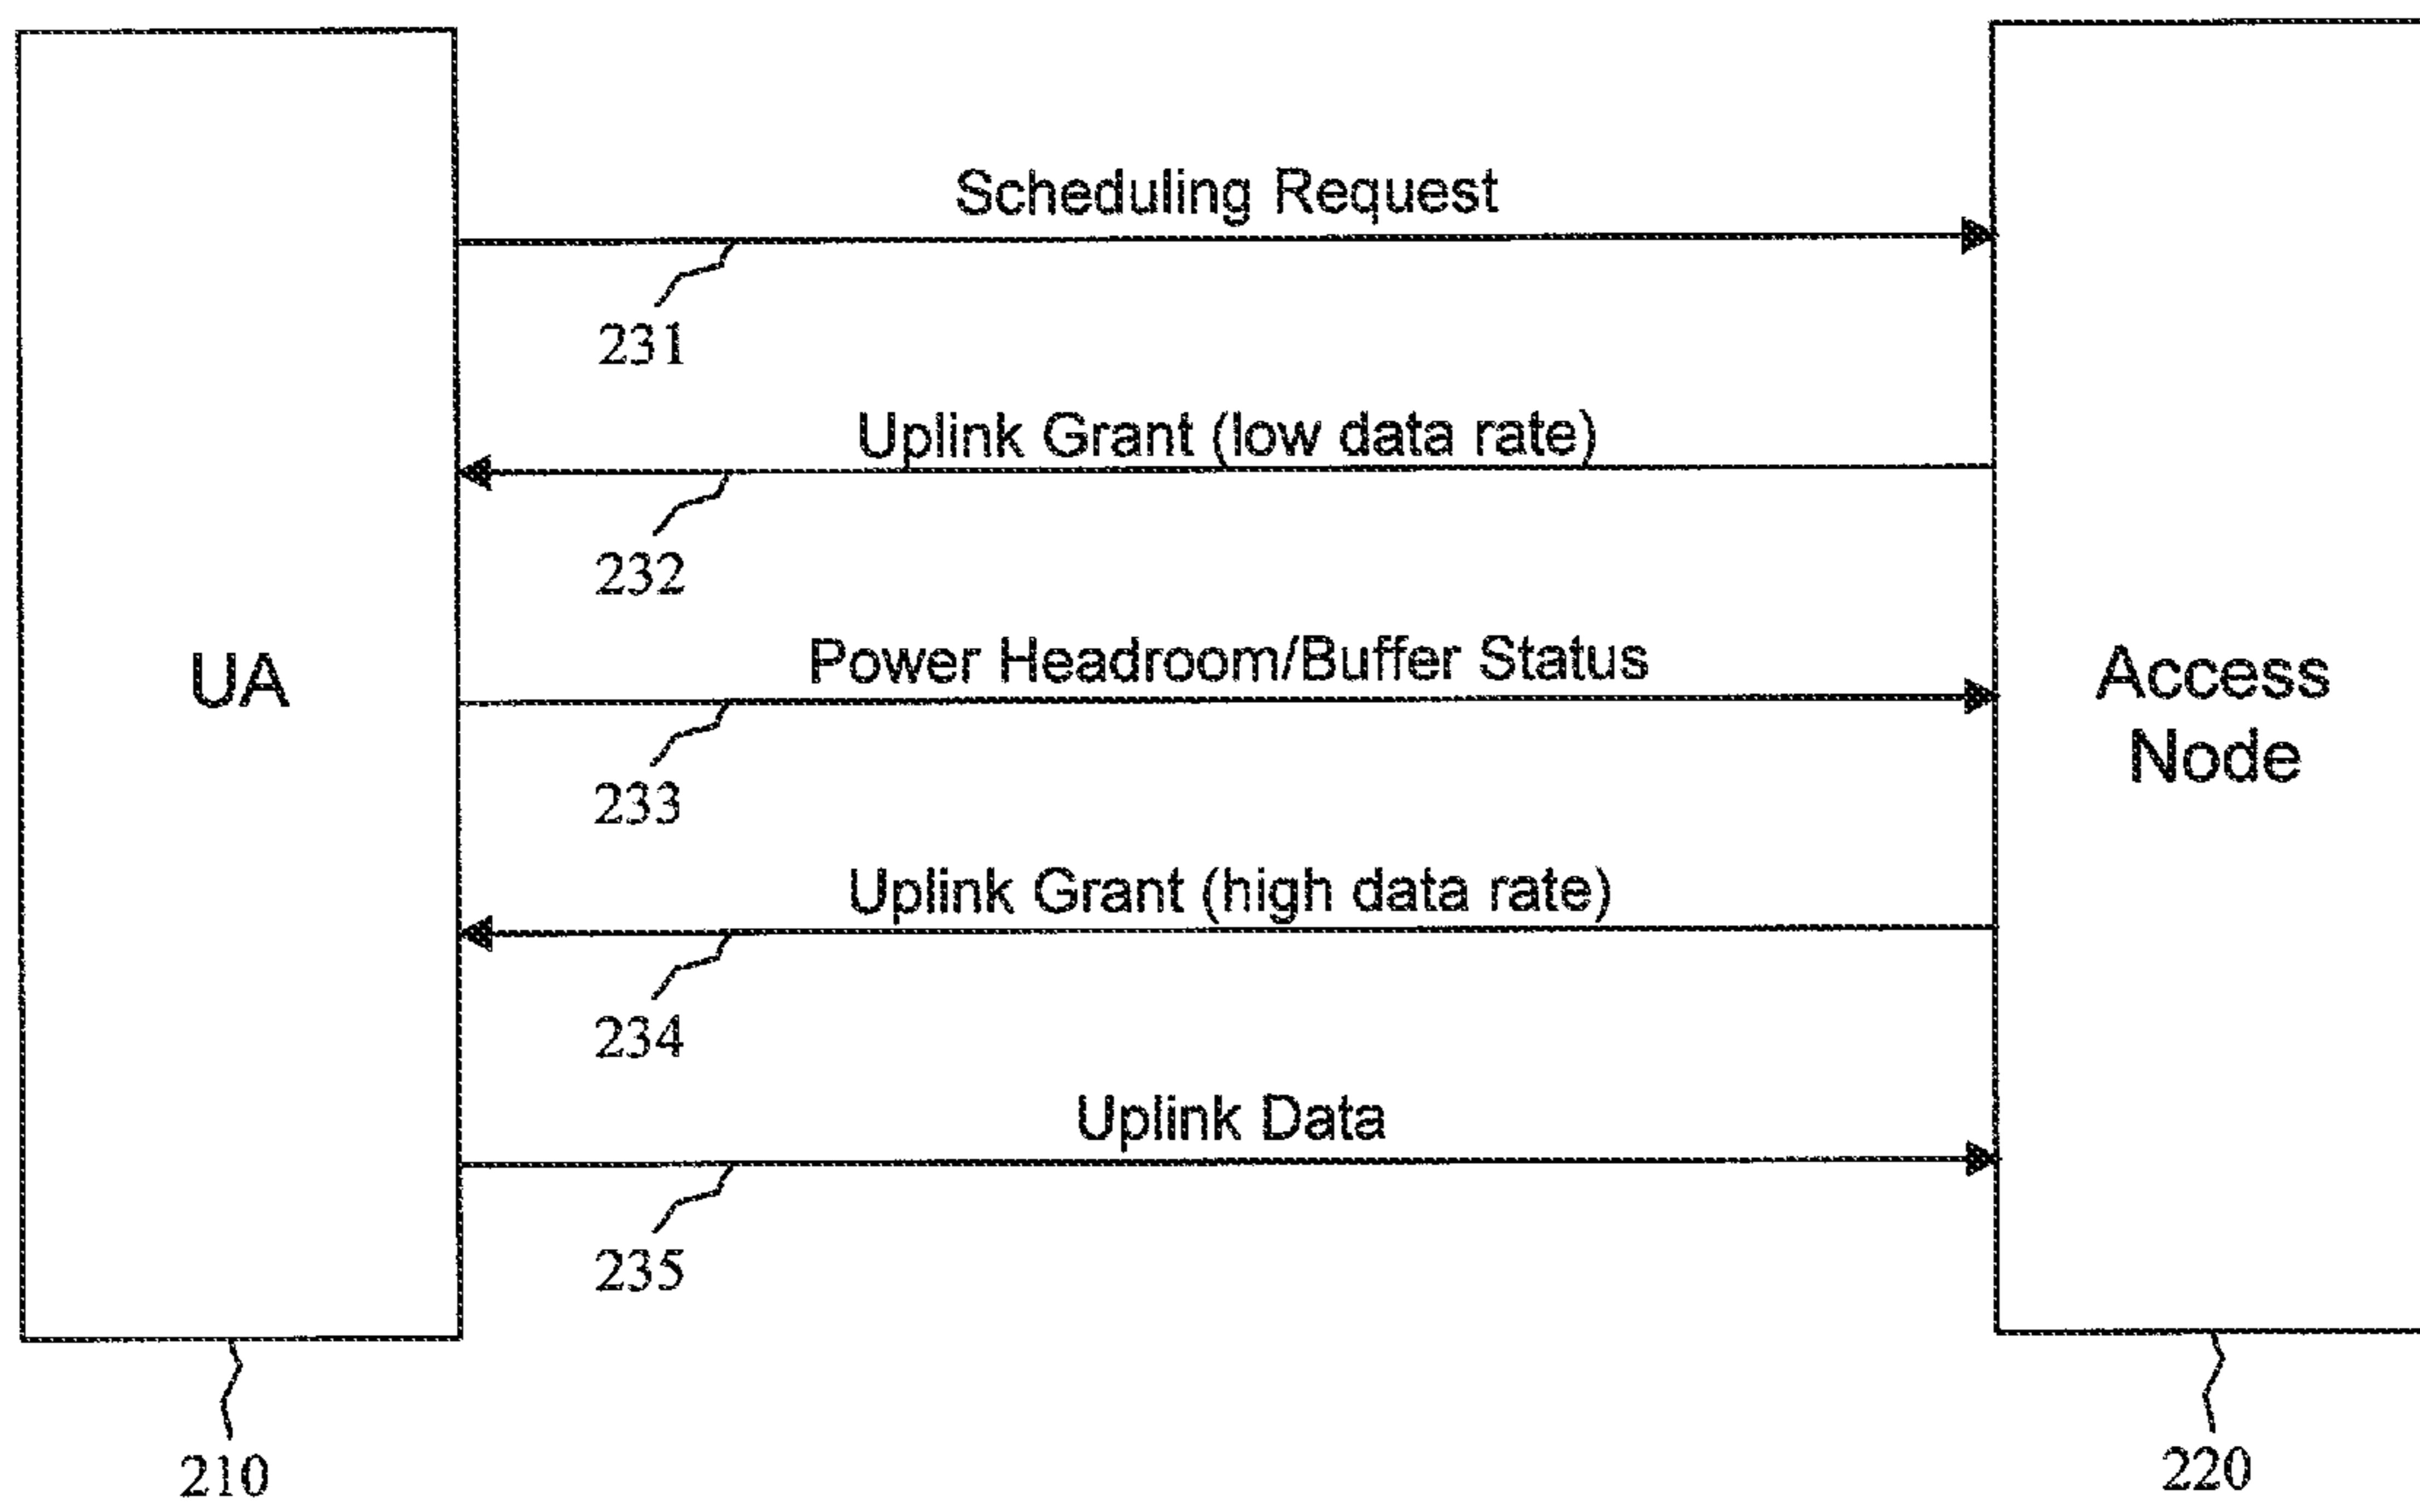 Scheduling Request
231
Uplink Grant (low data rate)
232
Power Headroom/Buffer Status
UA
Access
Node
233
Uplink Grant (high data rate)
234
Uplink Data
235
210
220